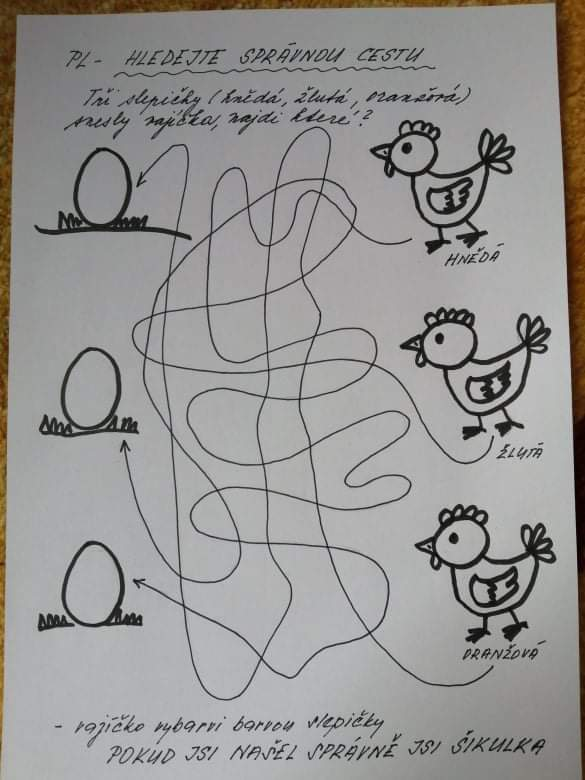 PL- HLEDEJTE SPRÁVNOU CESTU
Tři slepičky (hnědá, žlutá, oranžová)
snesly vajíčka, najdi které?
HNĚDÁ
ŽLUTÁ
ORANŽOVÁ
- vajíčko vybarvi barvou slepičky
POKUD JSI NAŠEL SPRÁVNĚ JSI ŠIKULKA